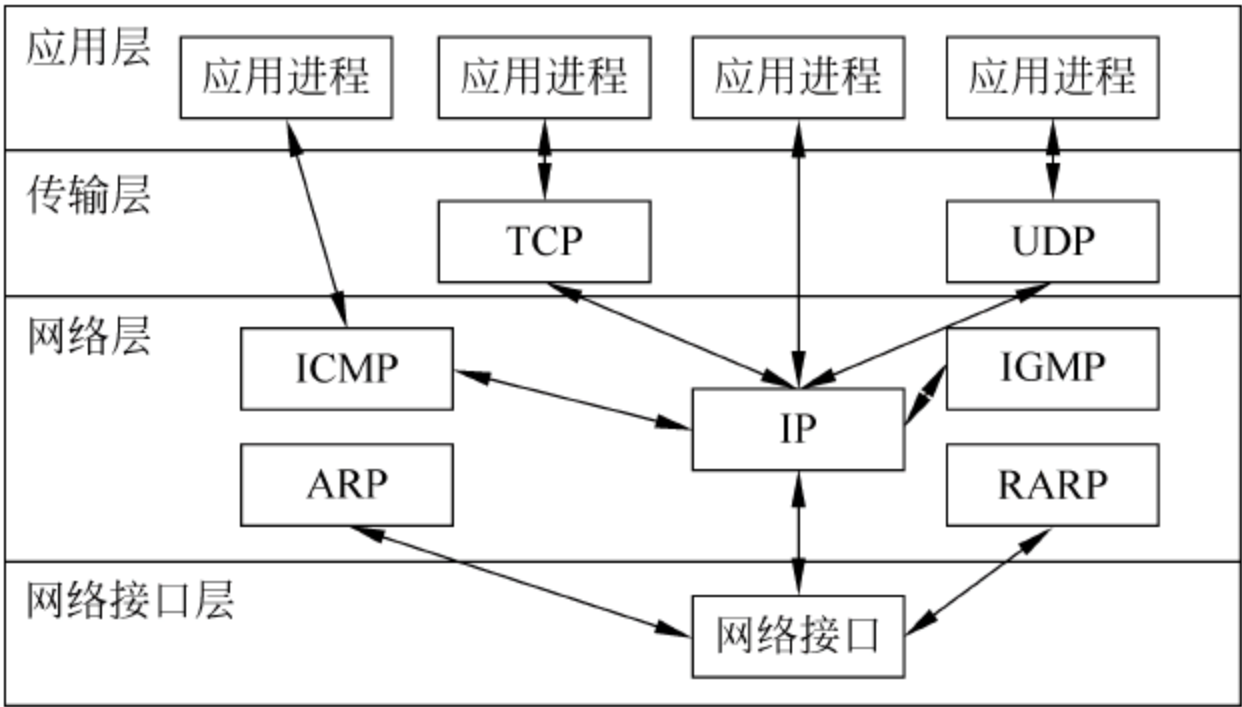 应用层
应用进程
应用进程
应用进程
应用进程
传输层
TCP
UDP
网络层
ICMP
IGMP
IP
ARP
RARP
网络接口层
网络接口